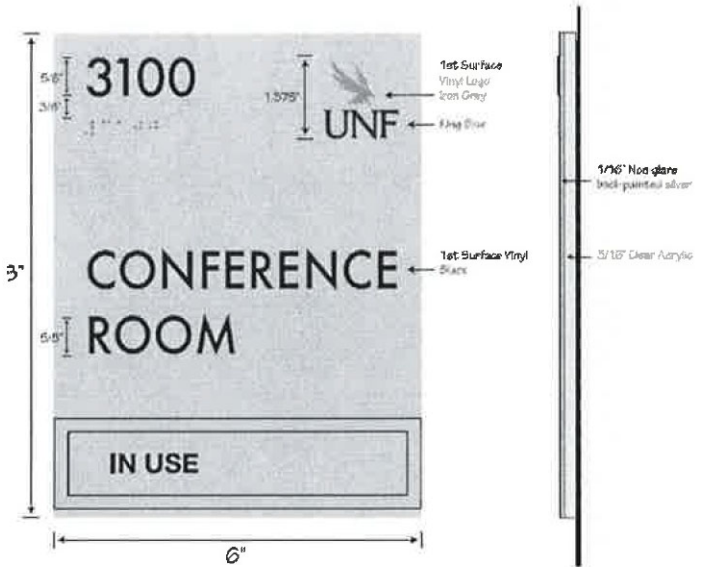 3100
5/8"
3/8"
1.375"
UNF
1st Surface
Vinyl Logo
Iron Grey
King Blue
1/16" Non glare
back-painted silver
CONFERENCE
ROOM
1st Surface Vinyl
Black
3/16" Clear Acrylic
5/8"
IN USE
6"